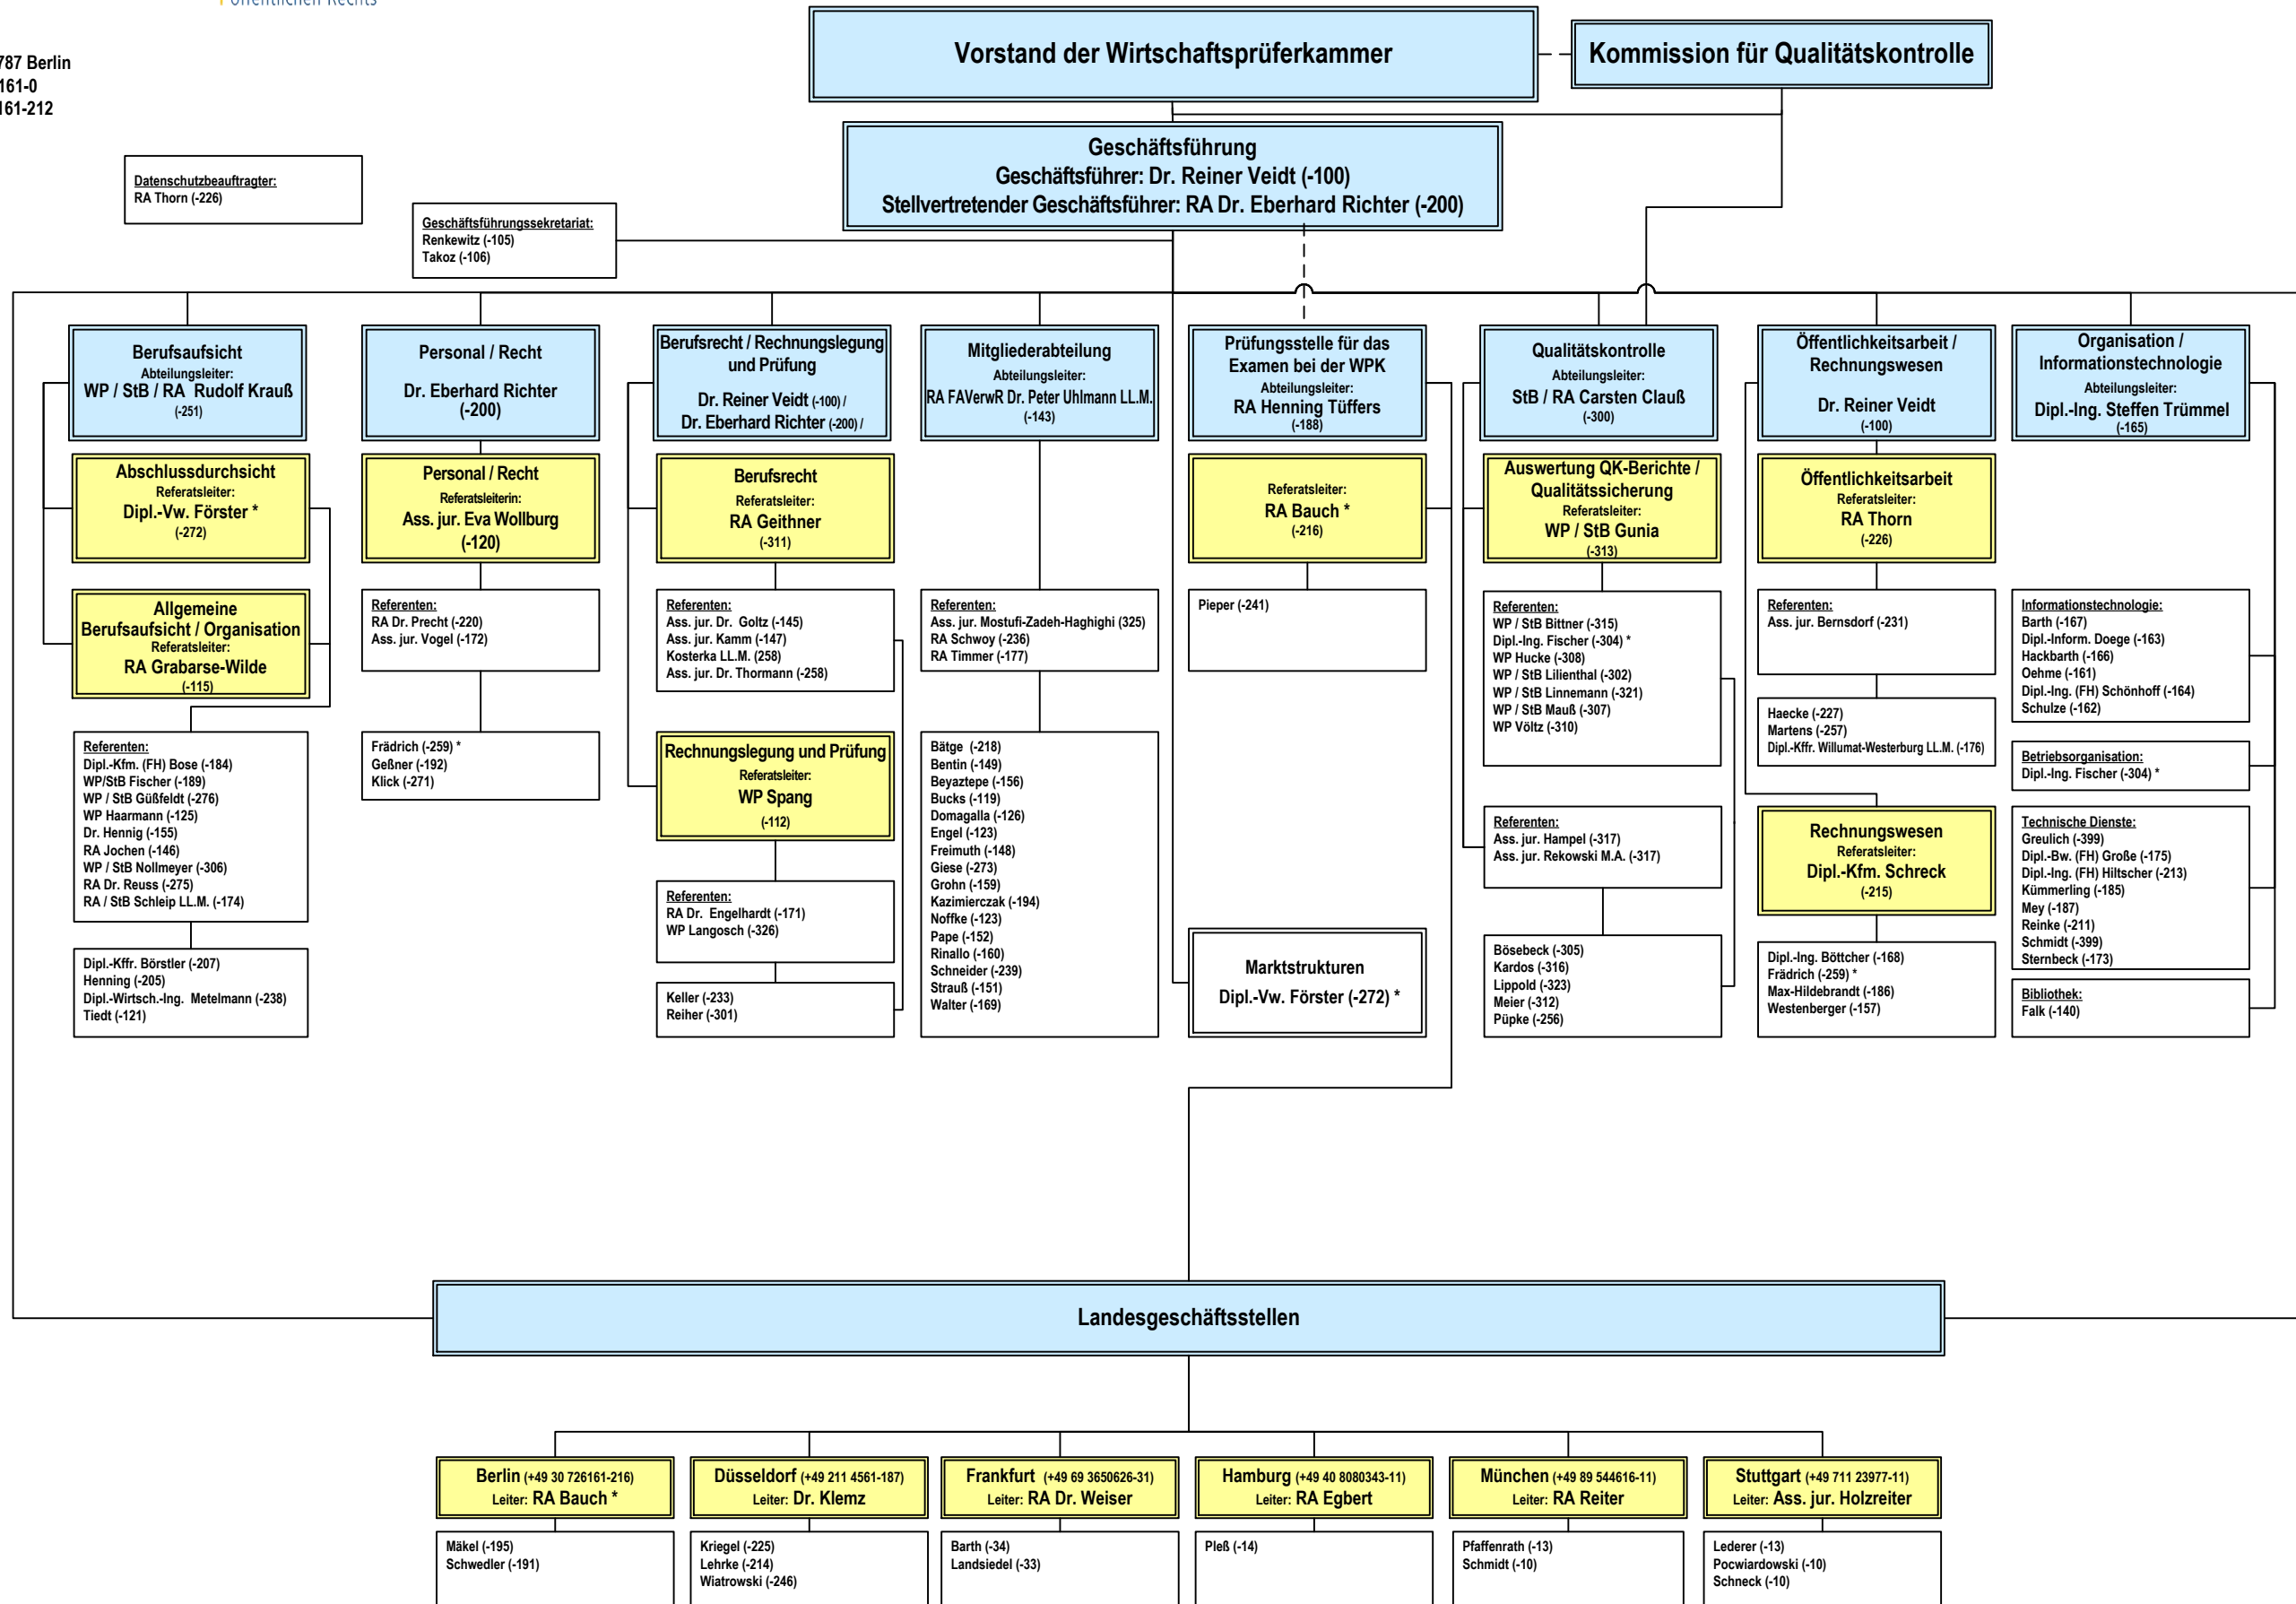 öffentlichen Rechts
787 Berlin
161-0
161-212
Vorstand der Wirtschaftsprüferkammer
Kommission für Qualitätskontrolle
Geschäftsführung
Geschäftsführer: Dr. Reiner Veidt (-100)
Stellvertretender Geschäftsführer: RA Dr. Eberhard Richter (-200)
Datenschutzbeauftragter:
RA Thorn (-226)
Geschäftsführungssekretariat:
Renkewitz (-105)
Takoz (-106)
Berufsaufsicht
Abteilungsleiter:
WP / StB / RA Rudolf Krauß
(-251)
Abschlussdurchsicht
Referatsleiter:
Dipl.-Vw. Förster *
(-272)
Allgemeine
Berufsaufsicht / Organisation
Referatsleiter:
RA Grabarse-Wilde
(-115)
Referenten:
Dipl.-Kfm. (FH) Bose (-184)
WP/StB Fischer (-189)
WP / StB Güßfeldt (-276)
WP Haarmann (-125)
Dr. Hennig (-155)
RA Jochen (-146)
WP / StB Nollmeyer (-306)
RA Dr. Reuss (-275)
RA / StB Schleip LL.M. (-174)
Dipl.-Kffr. Börstler (-207)
Henning (-205)
Dipl.-Wirtsch.-Ing. Metelmann (-238)
Tiedt (-121)
Personal / Recht
Dr. Eberhard Richter
(-200)
Personal / Recht
Referatsleiterin:
Ass. jur. Eva Wollburg
(-120)
Referenten:
RA Dr. Precht (-220)
Ass. jur. Vogel (-172)
Frädrich (-259) *
Geßner (-192)
Klick (-271)
Berufsrecht / Rechnungslegung
und Prüfung
Dr. Reiner Veidt (-100) /
Dr. Eberhard Richter (-200) /
Berufsrecht
Referatsleiter:
RA Geithner
(-311)
Referenten:
Ass. jur. Dr. Goltz (-145)
Ass. jur. Kamm (-147)
Kosterka LL.M. (258)
Ass. jur. Dr. Thormann (-258)
Rechnungslegung und Prüfung
Referatsleiter:
WP Spang
(-112)
Referenten:
RA Dr. Engelhardt (-171)
WP Langosch (-326)
Keller (-233)
Reiher (-301)
Mitgliederabteilung
Abteilungsleiter:
RA FAVerwR Dr. Peter Uhlmann LL.M.
(-143)
Referenten:
Ass. jur. Mostufi-Zadeh-Haghighi (325)
RA Schwoy (-236)
RA Timmer (-177)
Bätge (-218)
Bentin (-149)
Beyaztepe (-156)
Bucks (-119)
Domagalla (-126)
Engel (-123)
Freimuth (-148)
Giese (-273)
Grohn (-159)
Kazimierczak (-194)
Noffke (-123)
Pape (-152)
Rinallo (-160)
Schneider (-239)
Strauß (-151)
Walter (-169)
Prüfungsstelle für das
Examen bei der WPK
Abteilungsleiter:
RA Henning Tüffers
(-188)
Referatsleiter:
RA Bauch *
(-216)
Pieper (-241)
Marktstrukturen
Dipl.-Vw. Förster (-272) *
Qualitätskontrolle
Abteilungsleiter:
StB / RA Carsten Clauß
(-300)
Auswertung QK-Berichte /
Qualitätssicherung
Referatsleiter:
WP / StB Gunia
(-313)
Referenten:
WP / StB Bittner (-315)
Dipl.-Ing. Fischer (-304) *
WP Hucke (-308)
WP / StB Lilienthal (-302)
WP / StB Linnemann (-321)
WP / StB Mauß (-307)
WP Völtz (-310)
Referenten:
Ass. jur. Hampel (-317)
Ass. jur. Rekowski M.A. (-317)
Bösebeck (-305)
Kardos (-316)
Lippold (-323)
Meier (-312)
Püpke (-256)
Öffentlichkeitsarbeit /
Rechnungswesen
Dr. Reiner Veidt
(-100)
Öffentlichkeitsarbeit
Referatsleiter:
RA Thorn
(-226)
Referenten:
Ass. jur. Bernsdorf (-231)
Haecke (-227)
Martens (-257)
Dipl.-Kffr. Willumat-Westerburg LL.M. (-176)
Rechnungswesen
Referatsleiter:
Dipl.-Kfm. Schreck
(-215)
Dipl.-Ing. Böttcher (-168)
Frädrich (-259) *
Max-Hildebrandt (-186)
Westenberger (-157)
Organisation /
Informationstechnologie
Abteilungsleiter:
Dipl.-Ing. Steffen Trümmel
(-165)
Informationstechnologie:
Barth (-167)
Dipl.-Inform. Doege (-163)
Hackbarth (-166)
Oehme (-161)
Dipl.-Ing. (FH) Schönhoff (-164)
Schulze (-162)
Betriebsorganisation:
Dipl.-Ing. Fischer (-304) *
Technische Dienste:
Greulich (-399)
Dipl.-Bw. (FH) Große (-175)
Dipl.-Ing. (FH) Hiltscher (-213)
Kümmerling (-185)
Mey (-187)
Reinke (-211)
Schmidt (-399)
Sternbeck (-173)
Bibliothek:
Falk (-140)
Landesgeschäftsstellen
Berlin (+49 30 726161-216)
Leiter: RA Bauch *
Mäkel (-195)
Schwedler (-191)
Düsseldorf (+49 211 4561-187)
Leiter: Dr. Klemz
Kriegel (-225)
Lehrke (-214)
Wiatrowski (-246)
Frankfurt (+49 69 3650626-31)
Leiter: RA Dr. Weiser
Barth (-34)
Landsiedel (-33)
Hamburg (+49 40 8080343-11)
Leiter: RA Egbert
Pleß (-14)
München (+49 89 544616-11)
Leiter: RA Reiter
Pfaffenrath (-13)
Schmidt (-10)
Stuttgart (+49 711 23977-11)
Leiter: Ass. jur. Holzreiter
Lederer (-13)
Pocwiardowski (-10)
Schneck (-10)